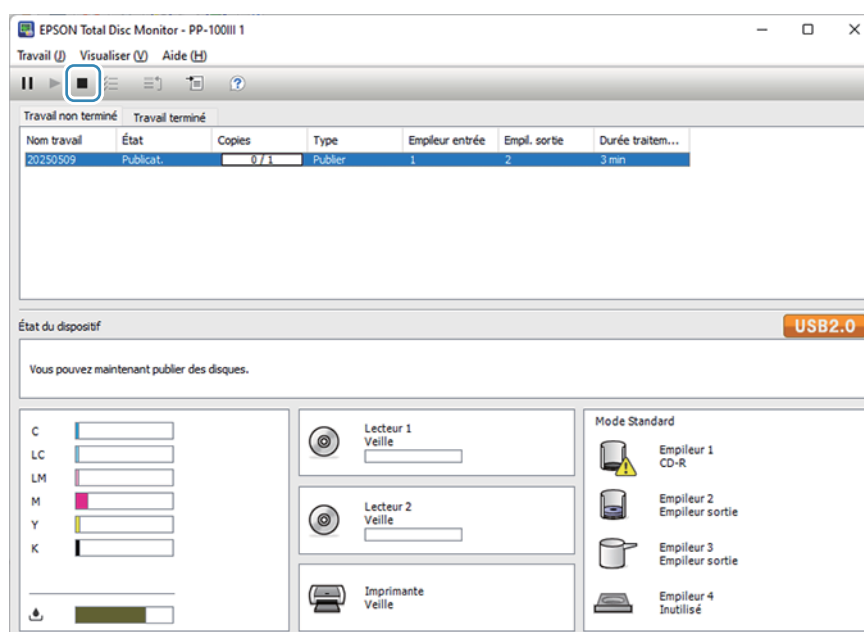 EPSON Total Disc Monitor - PP-100III 1
Travail (J) Visualiser (V) Aide (H)
Travail non terminé Travail terminé
Nom travail État Copies Type Empileur entrée Empil. sortie Durée traitem...
20250509 Publicat. 0 / 1 Publier 1 2 3 min
État du dispositif
USB2.0
Vous pouvez maintenant publier des disques.
C
LC
LM
M
Y
K
Lecteur 1
Veille
Lecteur 2
Veille
Imprimante
Veille
Mode Standard
Empileur 1
CD-R
Empileur 2
Empileur sortie
Empileur 3
Empileur sortie
Empileur 4
Inutilisé